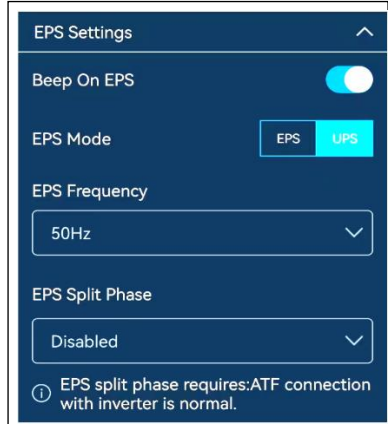 EPS Settings
Beep On EPS
EPS Mode
EPS
UPS
EPS Frequency
50Hz
EPS Split Phase
Disabled
EPS split phase requires:ATF connection
with inverter is normal.